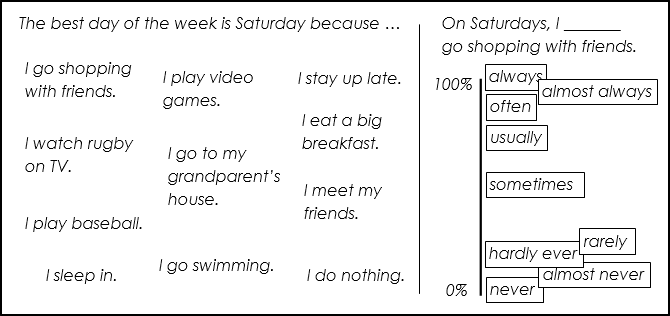 The best day of the week is Saturday because …
I go shopping
with friends.
I play video
games.
I stay up late.
I eat a big
breakfast.
I watch rugby
on TV.
I go to my
grandparent’s
house.
I meet my
friends.
I play baseball.
I sleep in.
I go swimming.
I do nothing.
On Saturdays, I _______
go shopping with friends.
100%
always
almost always
often
usually
sometimes
rarely
hardly ever
almost never
0%
never